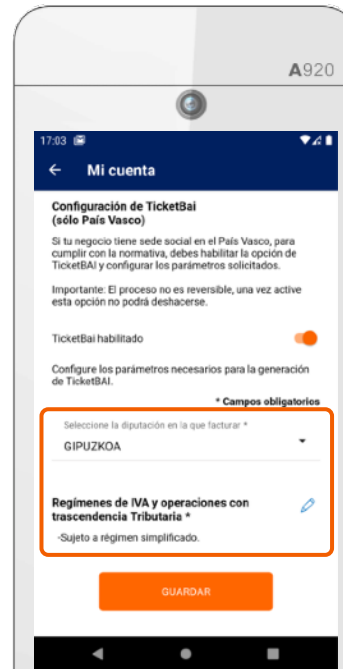 A920
17:03
Mi cuenta
Configuración de TicketBai
(sólo País Vasco)
Si tu negocio tiene sede social en el País Vasco, para
cumplir con la normativa, debes habilitar la opción de
TicketBAI y configurar los parámetros solicitados.
Importante: El proceso no es reversible, una vez active
esta opción no podrá deshacerse.
TicketBai habilitado
Configure los parámetros necesarios para la generación
de TicketBAI.
* Campos obligatorios
Seleccione la diputación en la que facturar *
GIPUZKOA
Regímenes de IVA y operaciones con
trascendencia Tributaria *
-Sujeto a régimen simplificado.
GUARDAR